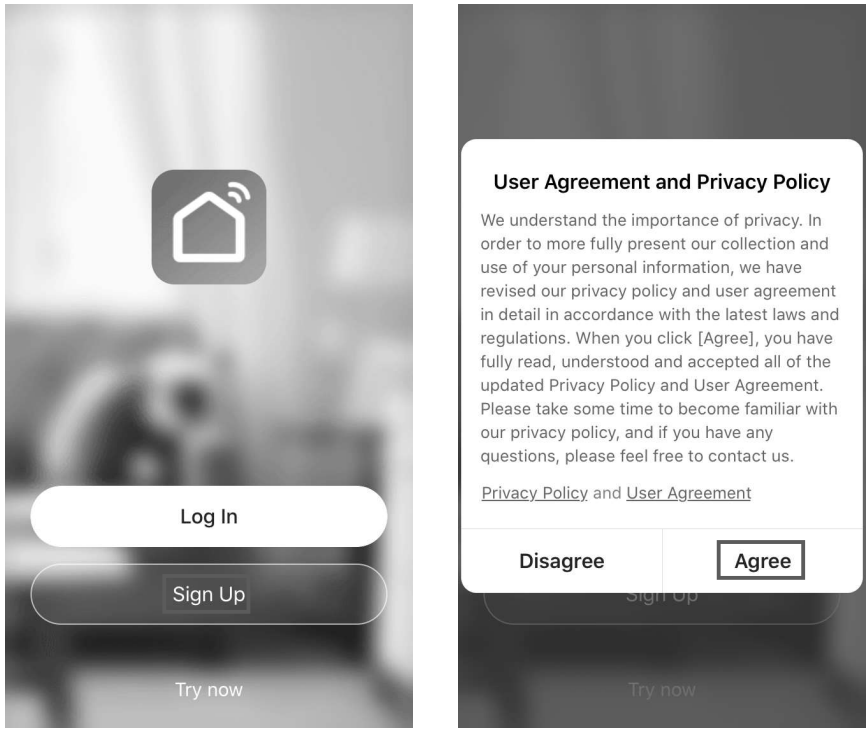 Log In
Sign Up
Try now
User Agreement and Privacy Policy
We understand the importance of privacy. In
order to more fully present our collection and
use of your personal information, we have
revised our privacy policy and user agreement
in detail in accordance with the latest laws and
regulations. When you click [Agree], you have
fully read, understood and accepted all of the
updated Privacy Policy and User Agreement.
Please take some time to become familiar with
our privacy policy, and if you have any
questions, please feel free to contact us.
Privacy Policy and User Agreement
Disagree Agree
Sign Up
Try now